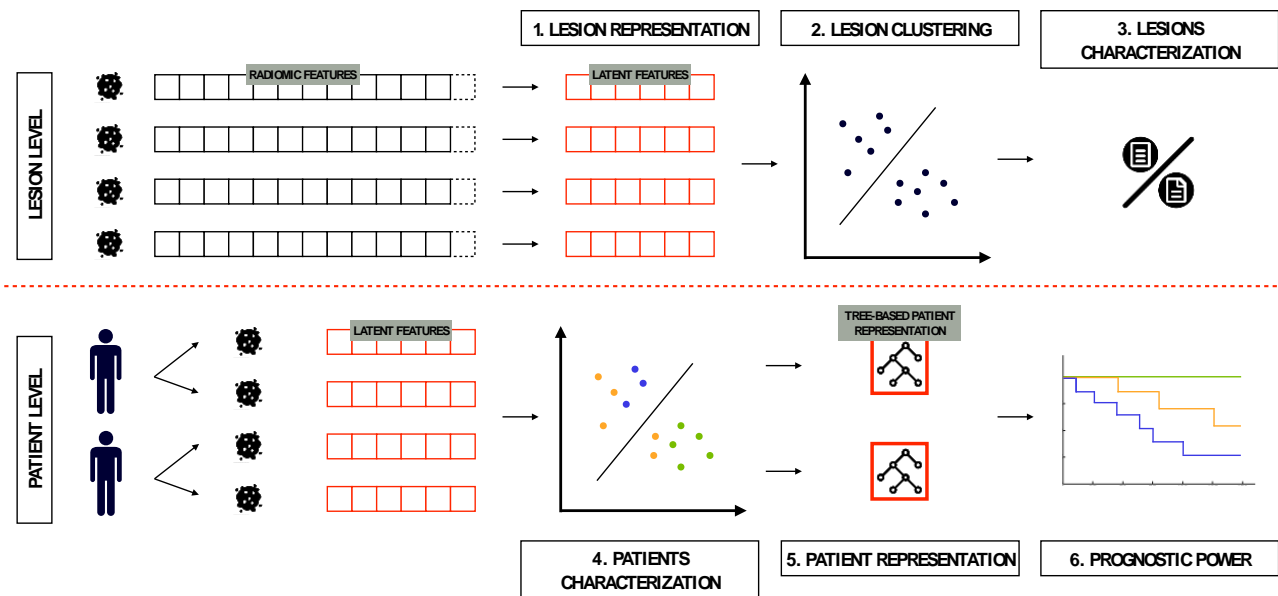 1. LESION REPRESENTATION
2. LESION CLUSTERING
3. LESIONS
CHARACTERIZATION
LESION LEVEL
RADIOMIC FEATURES
LATENT FEATURES
PATIENT LEVEL
LATENT FEATURES
TREE-BASED PATIENT
REPRESENTATION
4. PATIENTS
CHARACTERIZATION
5. PATIENT REPRESENTATION
6. PROGNOSTIC POWER